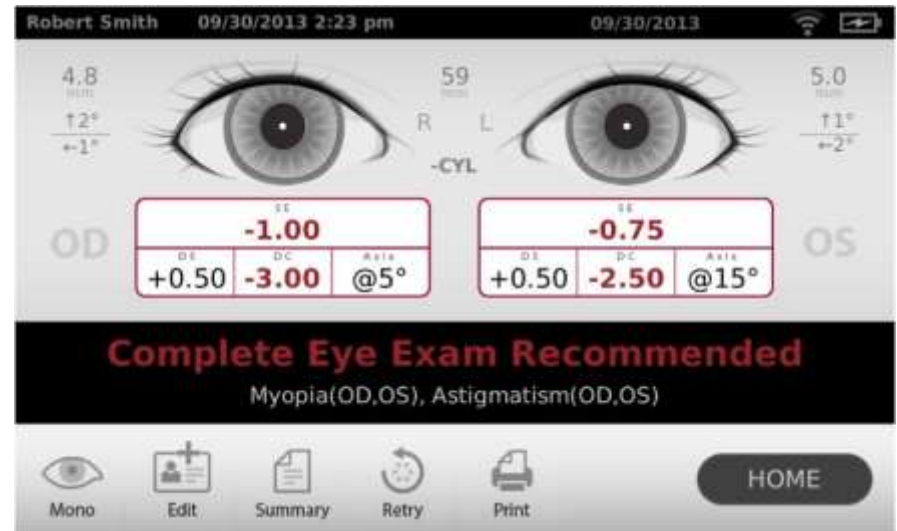 Robert Smith 09/30/2013 2:23 pm 09/30/2013
4.8 59 5.0
mm mm mm
↑2° R L ↑1°
←1° ←2°
-CYL
SE SE
OD -1.00 -0.75 OS
DS DC Axis DS DC Axis
+0.50 -3.00 @5° +0.50 -2.50 @15°
Complete Eye Exam Recommended
Myopia(OD,OS), Astigmatism(OD,OS)
Mono Edit Summary Retry Print HOME